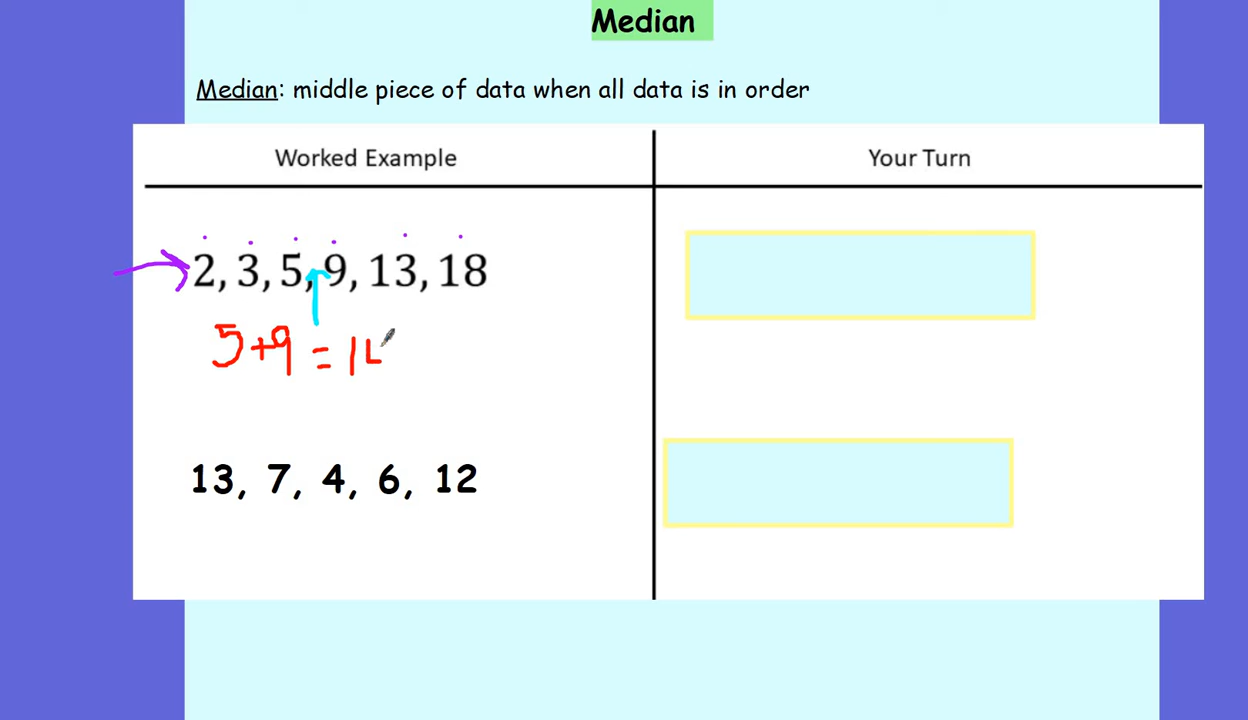 Median
Median: middle piece of data when all data is in order
Worked Example
Your Turn
2, 3, 5, 9, 13, 18
5+9 = 14
13, 7, 4, 6, 12